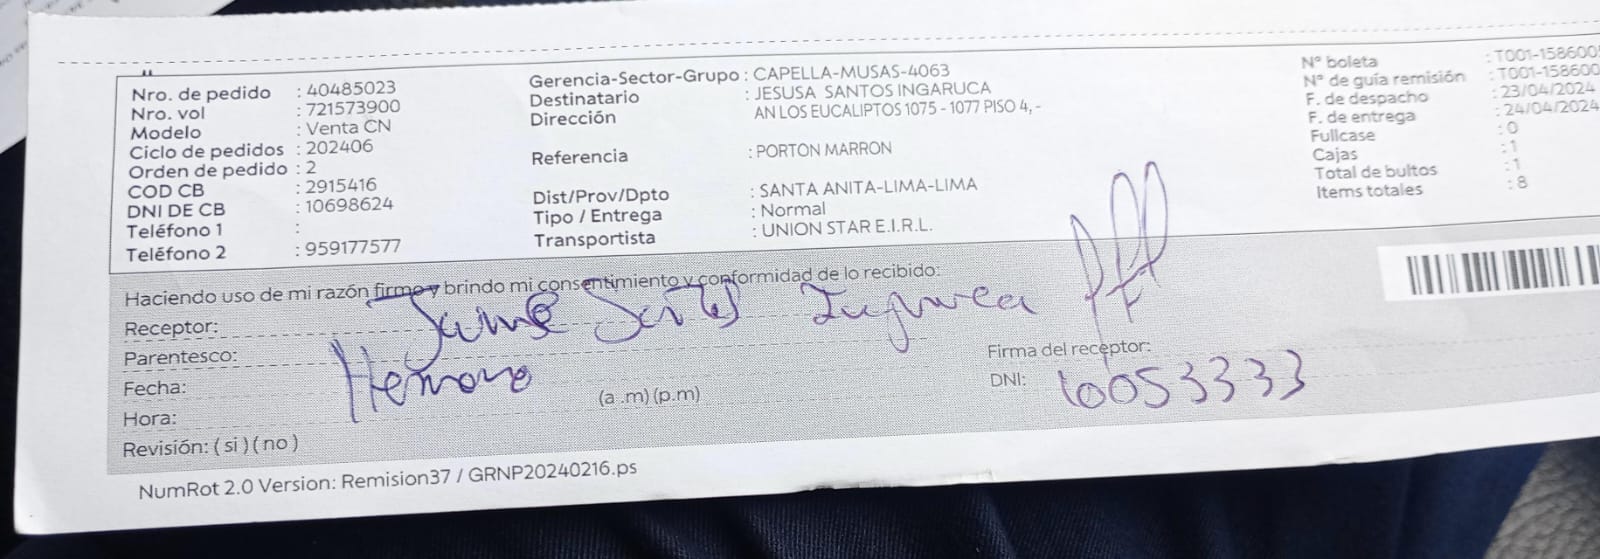 Nro. de pedido : 40485023
Nro. vol : 721573900
Modelo : Venta CN
Ciclo de pedidos : 202406
Orden de pedido : 2
COD CB : 2915416
DNI DE CB : 10698624
Teléfono 1 :
Teléfono 2 : 959177577
Gerencia-Sector-Grupo : CAPELLA-MUSAS-4063
Destinatario : JESUSA SANTOS INGARUCA
Dirección AN LOS EUCALIPTOS 1075 - 1077 PISO 4, -
Referencia : PORTON MARRON
Dist/Prov/Dpto : SANTA ANITA-LIMA-LIMA
Tipo / Entrega : Normal
Transportista : UNION STAR E.I.R.L.
N° boleta : T001-158600
N° de guía remisión : T001-158600
F. de despacho : 23/04/2024
F. de entrega : 24/04/2024
Fullcase : 0
Cajas : 1
Total de bultos : 1
Items totales : 8
Haciendo uso de mi razón firmo y brindo mi consentimiento y conformidad de lo recibido:
Receptor: Jaime Santos
Parentesco: Hermano
Fecha:
Hora: (a .m) (p.m)
Revisión: ( si ) ( no )
Firma del receptor:
DNI: 10053333
NumRot 2.0 Version: Remision37 / GRNP20240216.ps